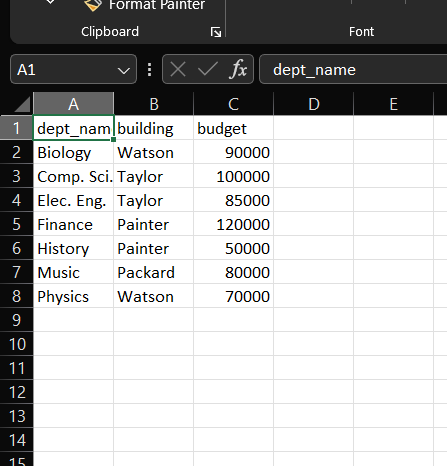 Format Painter
Clipboard
Font
A1
fx
dept_name
A B C D E
1 dept_nam building budget
2 Biology Watson 90000
3 Comp. Sci. Taylor 100000
4 Elec. Eng. Taylor 85000
5 Finance Painter 120000
6 History Painter 50000
7 Music Packard 80000
8 Physics Watson 70000
9
10
11
12
13
14
15